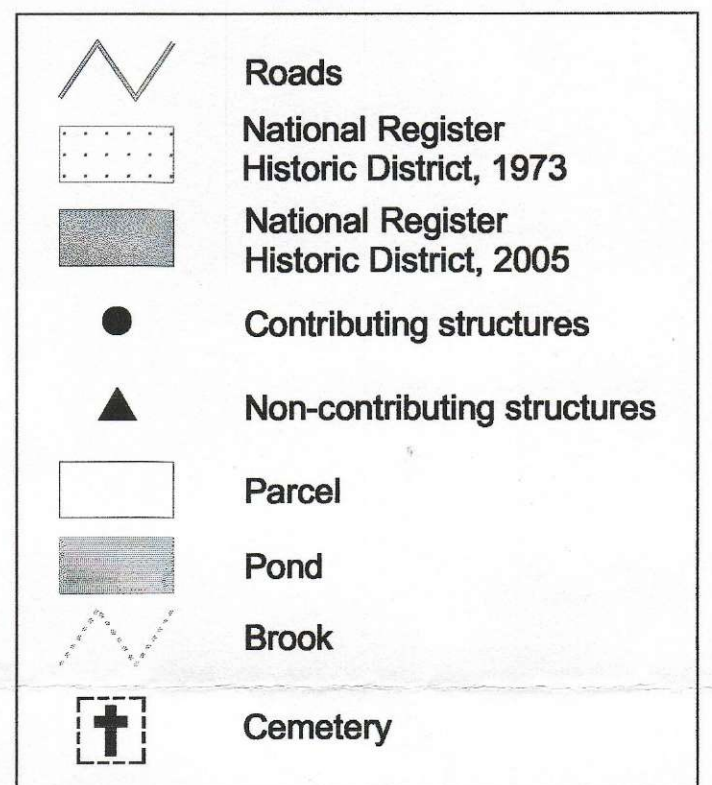 Roads
National Register
Historic District, 1973
National Register
Historic District, 2005
Contributing structures
Non-contributing structures
Parcel
Pond
Brook
Cemetery